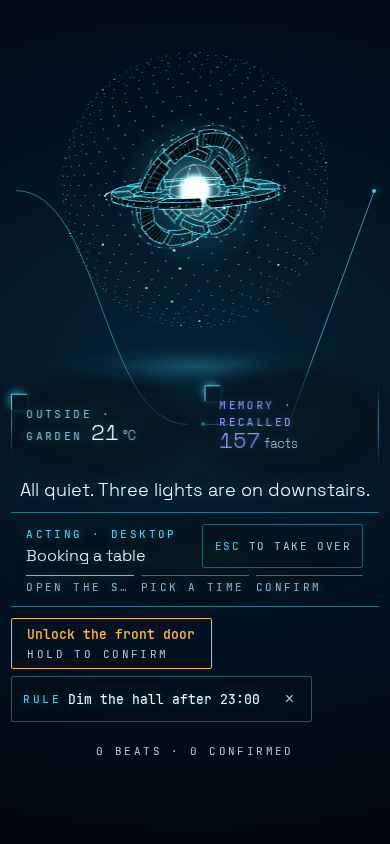 OUTSIDE ·
GARDEN 21 °C
MEMORY ·
RECALLED
157 facts
All quiet. Three lights are on downstairs.
ACTING · DESKTOP
Booking a table
ESC TO TAKE OVER
OPEN THE S… PICK A TIME CONFIRM
Unlock the front door
HOLD TO CONFIRM
RULE Dim the hall after 23:00 ×
0 BEATS · 0 CONFIRMED